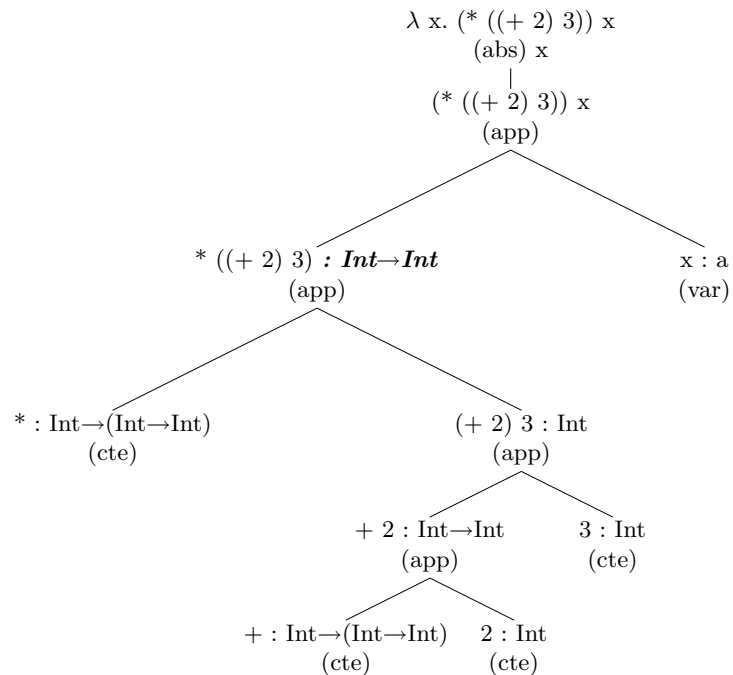 λ x. (* ((+ 2) 3)) x
(abs) x
(* ((+ 2) 3)) x
(app)
* ((+ 2) 3) : Int→Int
(app)
x : a
(var)
* : Int→(Int→Int)
(cte)
(+ 2) 3 : Int
(app)
+ 2 : Int→Int
(app)
3 : Int
(cte)
+ : Int→(Int→Int)
(cte)
2 : Int
(cte)